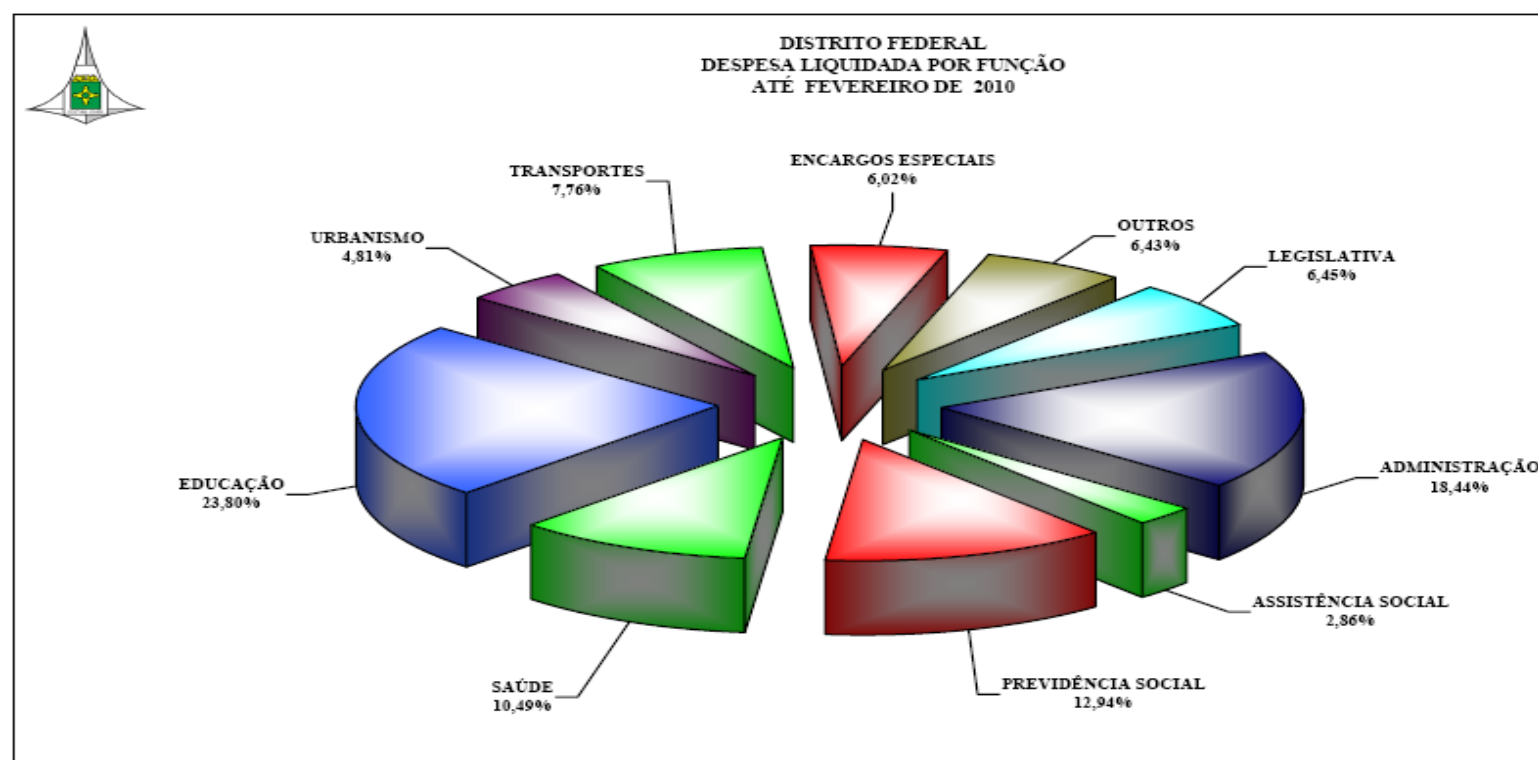 DISTRITO FEDERAL
DESPESA LIQUIDADA POR FUNÇÃO
ATÉ FEVEREIRO DE 2010
ENCARGOS ESPECIAIS
6,02%
TRANSPORTES
7,76%
OUTROS
6,43%
URBANISMO
4,81%
LEGISLATIVA
6,45%
EDUCAÇÃO
23,80%
ADMINISTRAÇÃO
18,44%
ASSISTÊNCIA SOCIAL
2,86%
SAÚDE
10,49%
PREVIDÊNCIA SOCIAL
12,94%